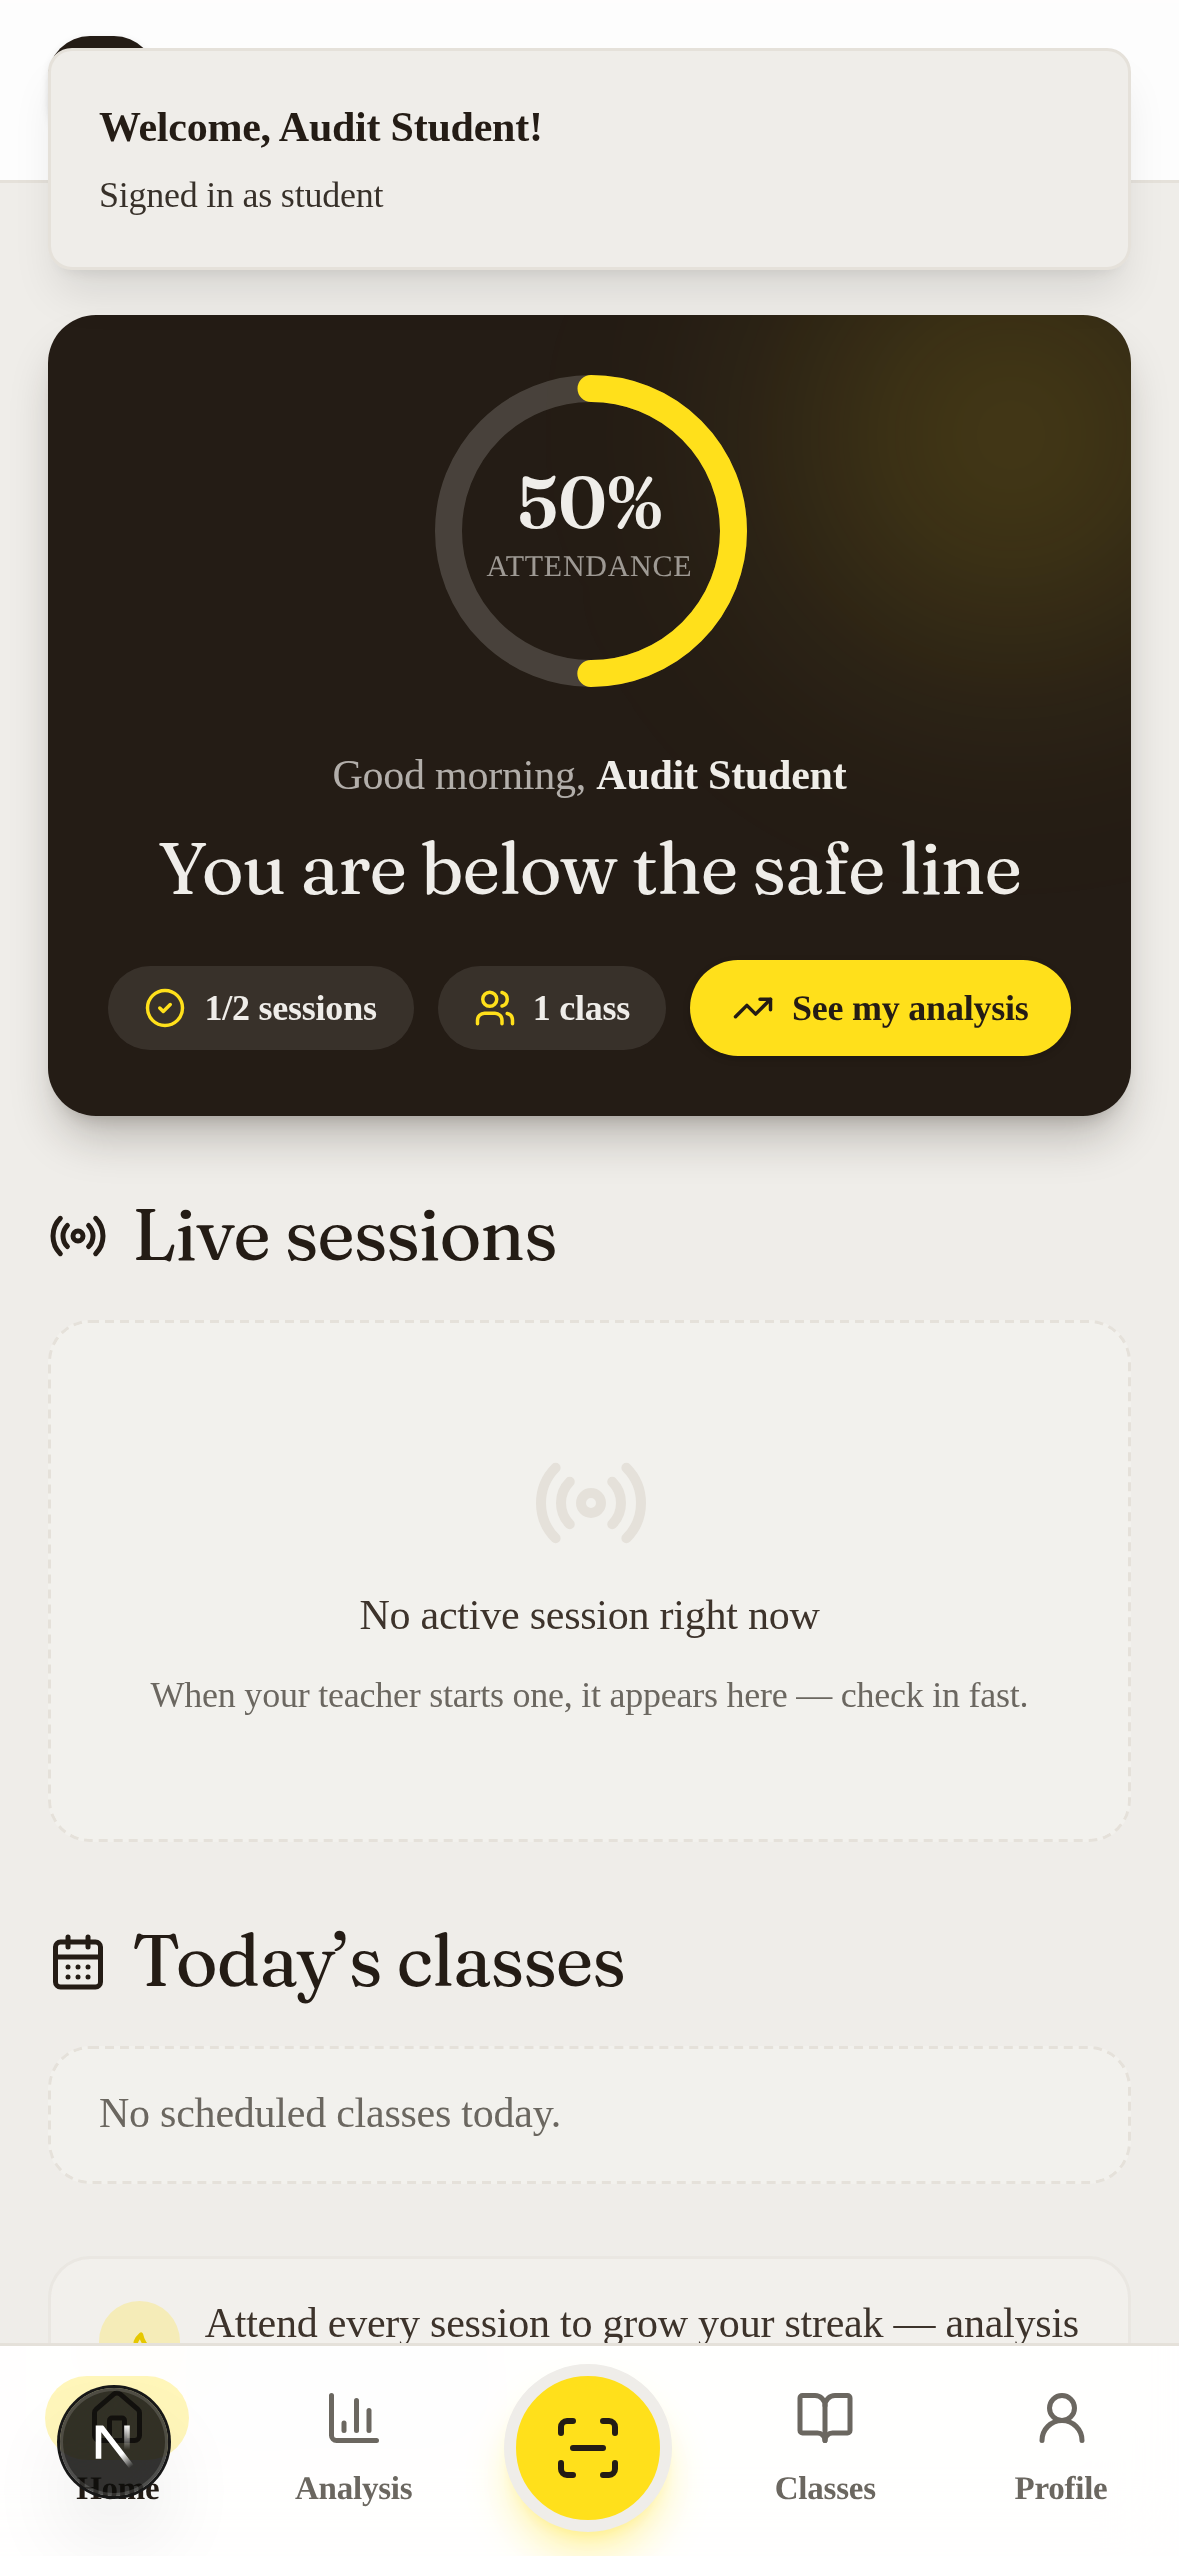 Welcome, Audit Student!
Signed in as student
50%
ATTENDANCE
Good morning, Audit Student
You are below the safe line
1/2 sessions
1 class
See my analysis
Live sessions
No active session right now
When your teacher starts one, it appears here — check in fast.
Today’s classes
No scheduled classes today.
Attend every session to grow your streak — analysis
N
Home
Analysis
Classes
Profile